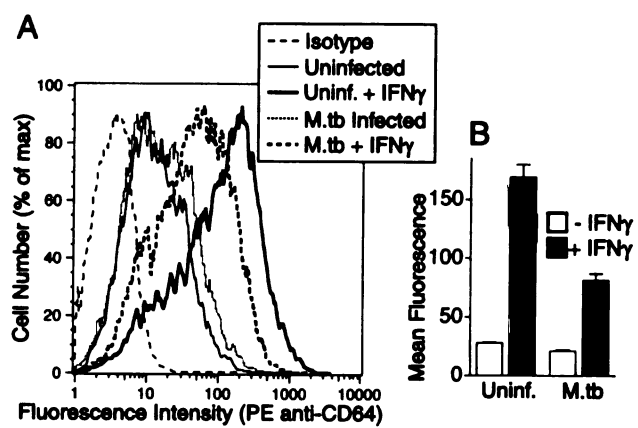 A
Isotype
Uninfected
Uninf. + IFNγ
M.tb Infected
M.tb + IFNγ
100
80
60
40
20
0
Cell Number (% of max)
1 10 100 1000 10000
Fluorescence Intensity (PE anti-CD64)
B
150
100
50
0
Mean Fluorescence
- IFNγ
+ IFNγ
Uninf. M.tb